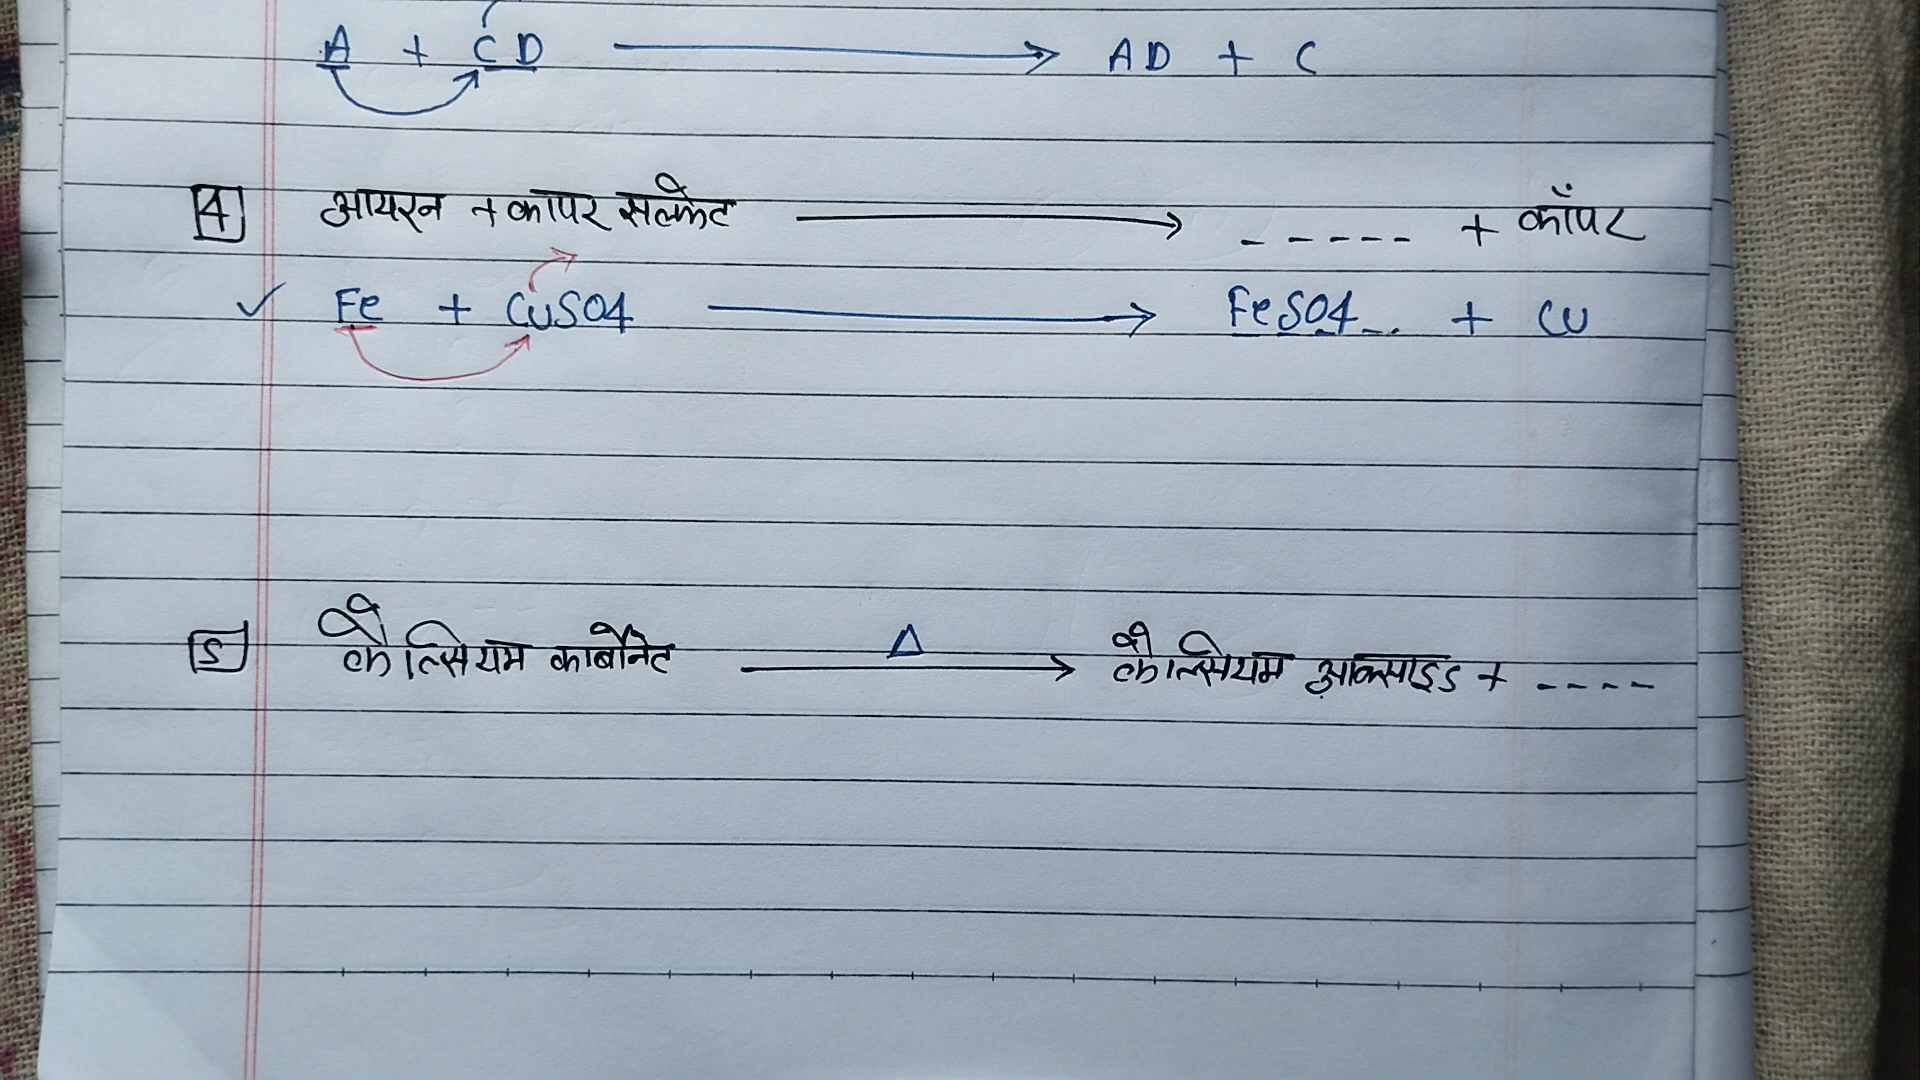 A + CD → AD + C
4 आयरन + कापर सल्फेट → ----- + कॉपर
✓ Fe + CuSO4 → FeSO4 + Cu
5 कैल्सियम कार्बोनेट Δ → कैल्सियम आक्साइड + ----